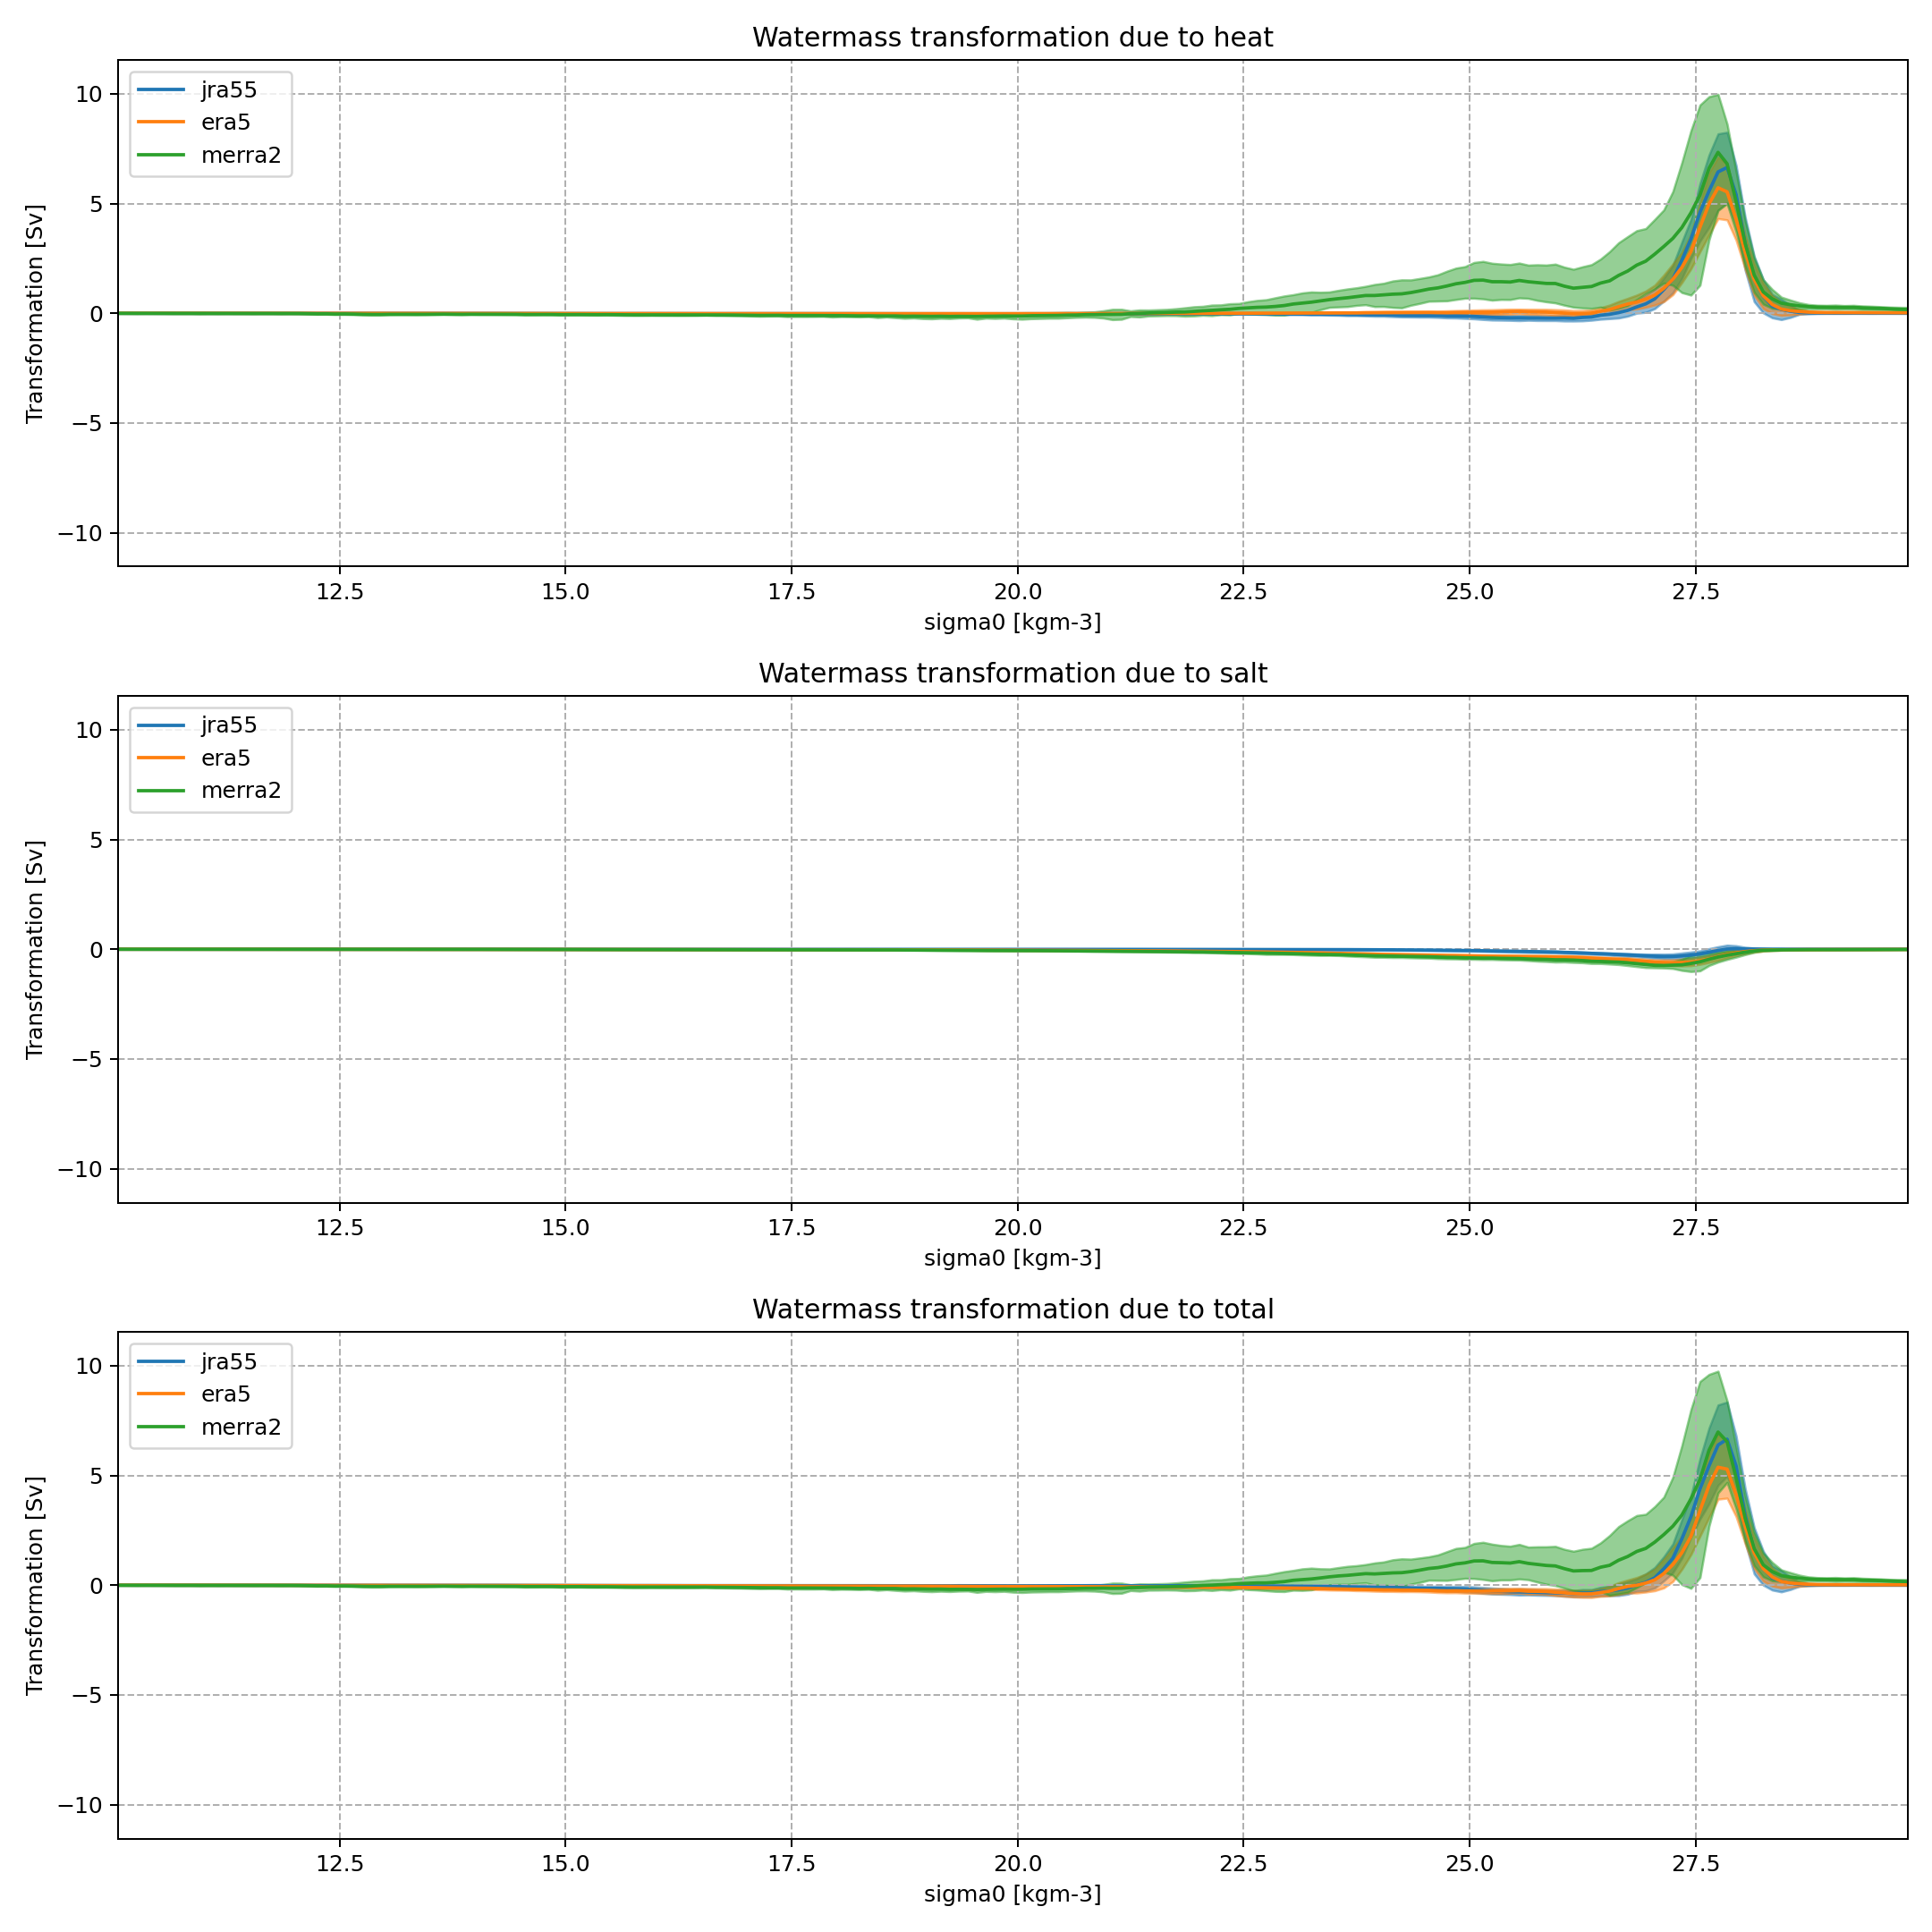 Watermass transformation due to heat
10
5
0
−5
−10
Transformation [Sv]
jra55
era5
merra2
12.5 15.0 17.5 20.0 22.5 25.0 27.5
sigma0 [kgm-3]
Watermass transformation due to salt
10
5
0
−5
−10
Transformation [Sv]
jra55
era5
merra2
12.5 15.0 17.5 20.0 22.5 25.0 27.5
sigma0 [kgm-3]
Watermass transformation due to total
10
5
0
−5
−10
Transformation [Sv]
jra55
era5
merra2
12.5 15.0 17.5 20.0 22.5 25.0 27.5
sigma0 [kgm-3]